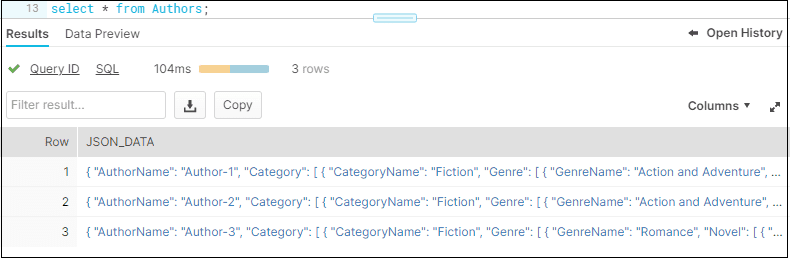 13 select * from Authors;
Results Data Preview Open History
Query ID SQL 104ms 3 rows
Filter result... Copy Columns
Row JSON_DATA
1 { "AuthorName": "Author-1", "Category": [ { "CategoryName": "Fiction", "Genre": [ { "GenreName": "Action and Adventure", ...
2 { "AuthorName": "Author-2", "Category": [ { "CategoryName": "Fiction", "Genre": [ { "GenreName": "Action and Adventure", ...
3 { "AuthorName": "Author-3", "Category": [ { "CategoryName": "Fiction", "Genre": [ { "GenreName": "Romance", "Novel": [ { "...